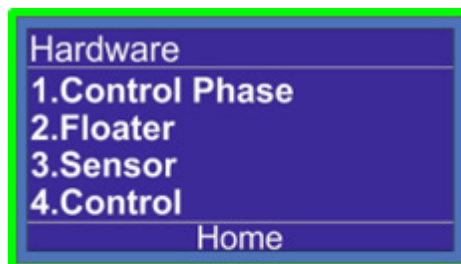 Hardware
1.Control Phase
2.Floater
3.Sensor
4.Control
Home